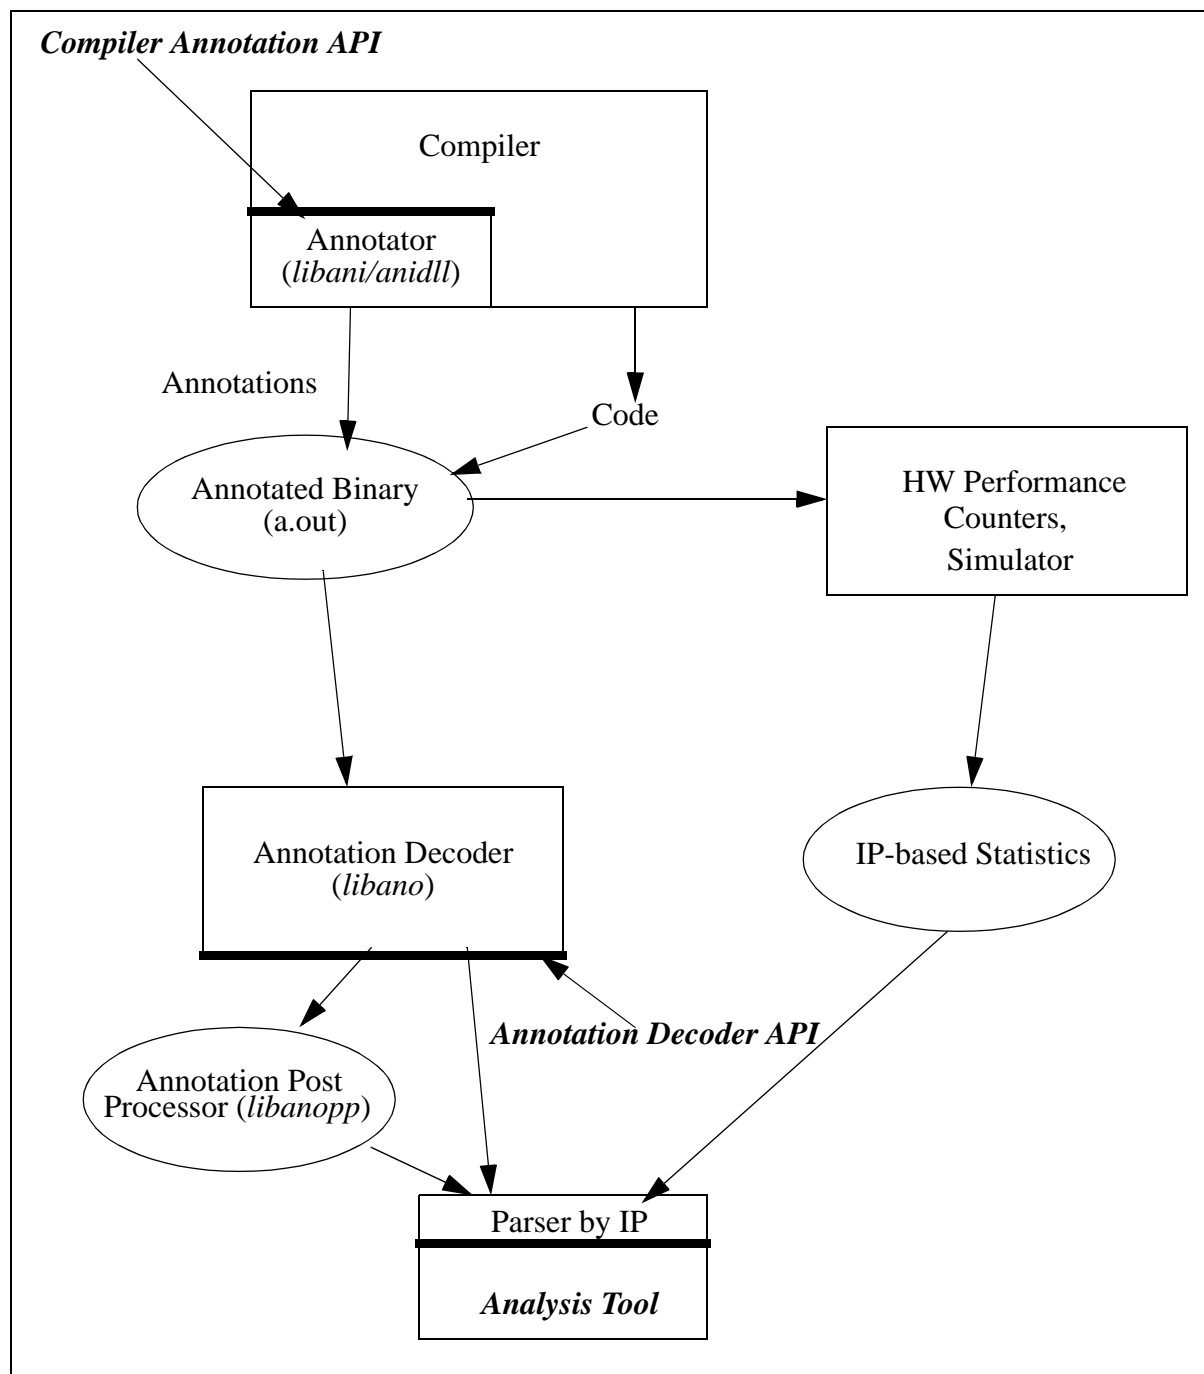 Compiler Annotation API
Compiler
Annotator
(libani/anidll)
Annotations
Code
Annotated Binary
(a.out)
HW Performance
Counters,
Simulator
Annotation Decoder
(libano)
IP-based Statistics
Annotation Decoder API
Annotation Post
Processor (libanopp)
Parser by IP
Analysis Tool